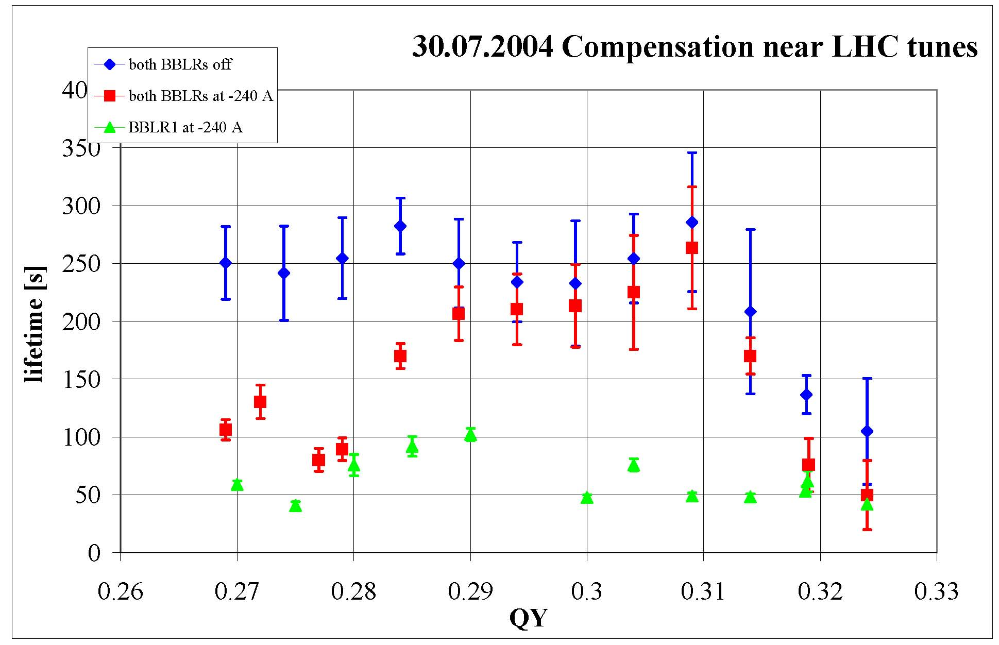 30.07.2004 Compensation near LHC tunes
both BBLRs off
both BBLRs at -240 A
BBLR1 at -240 A
40
350
300
250
200
150
100
50
0
lifetime [s]
0.26 0.27 0.28 0.29 0.3 0.31 0.32 0.33
QY